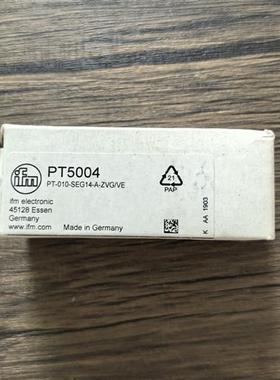 ifm
PT5004
PT-010-SEG14-A-ZVG/VE
ifm electronic
45128 Essen
Germany
www.ifm.com
Made in Germany
21
PAP
K AA 1903